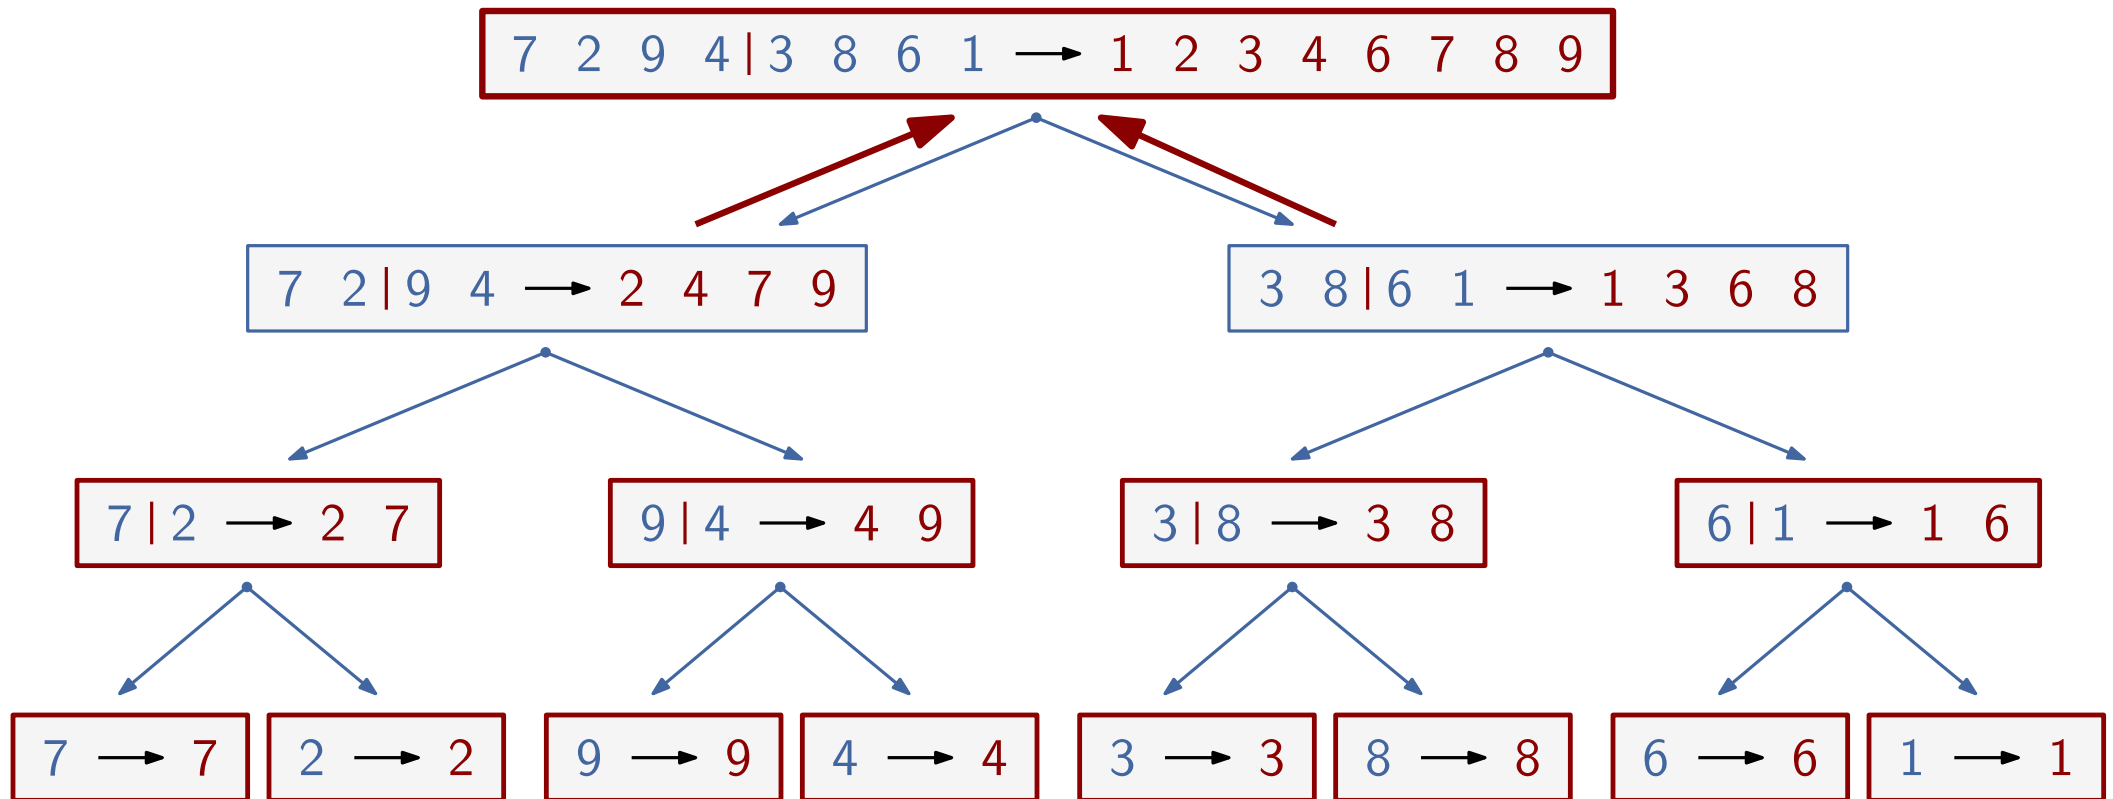 7 2 9 4|3 8 6 1 → 1 2 3 4 6 7 8 9
7 2|9 4 → 2 4 7 9
3 8|6 1 → 1 3 6 8
7|2 → 2 7
9|4 → 4 9
3|8 → 3 8
6|1 → 1 6
7 → 7
2 → 2
9 → 9
4 → 4
3 → 3
8 → 8
6 → 6
1 → 1